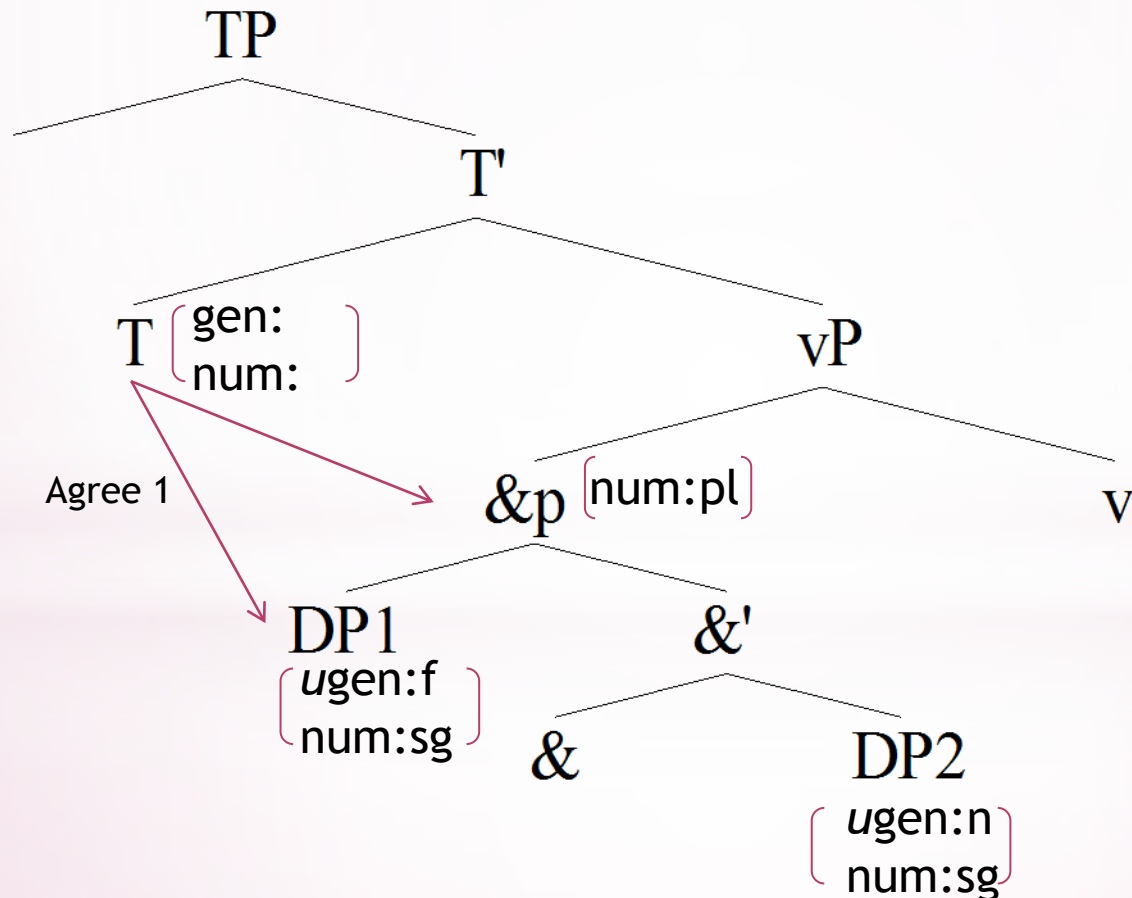 TP
T'
T
gen:
num:
vP
Agree 1
&p
num:pl
v
DP1
ugen:f
num:sg
&'
&
DP2
ugen:n
num:sg